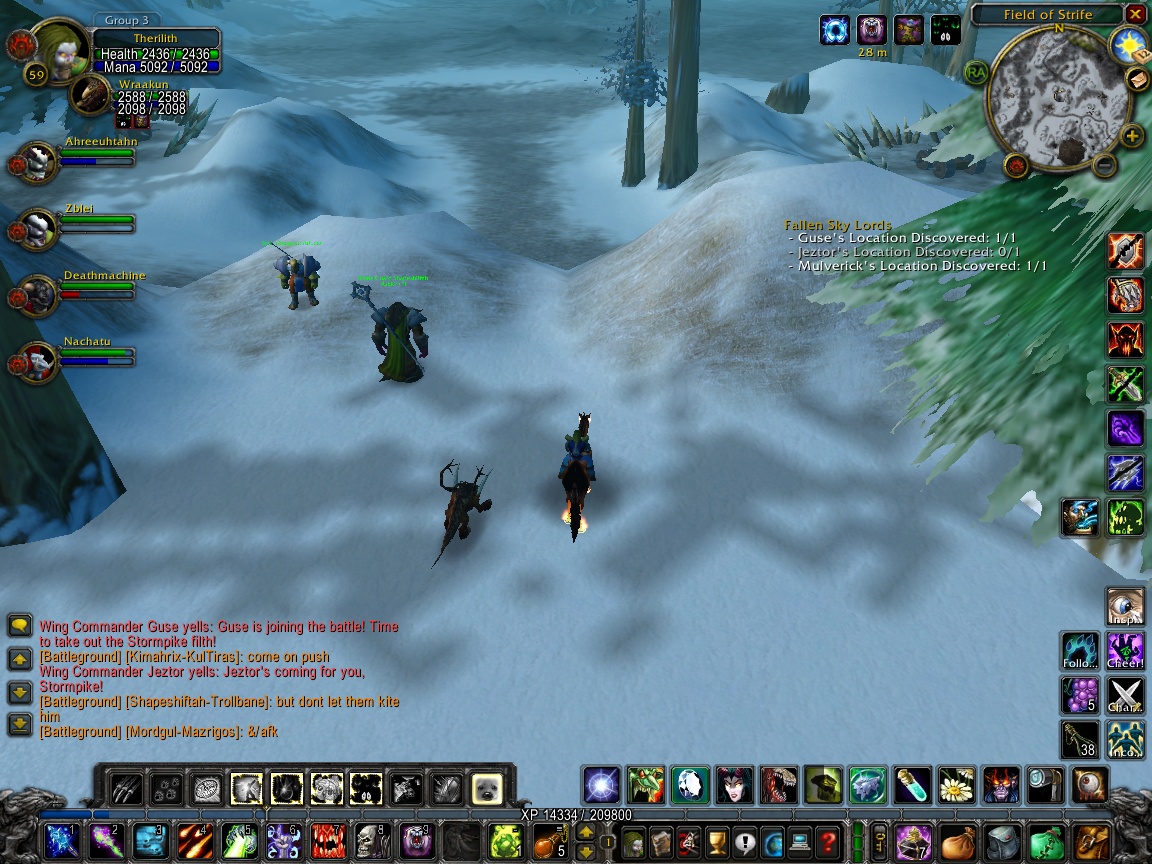 Group 3
Therilith
Health 2436 / 2436
Mana 5092 / 5092
59
Wraakun
2588 / 2588
2098 / 2098
Ahreeuhtahn
Zblei
Deathmachine
Nachatu
28 m
Field of Strife
N
RA
Fallen Sky Lords
- Guse's Location Discovered: 1/1
- Jeztor's Location Discovered: 0/1
- Mulverick's Location Discovered: 1/1
Wing Commander Guse yells: Guse is joining the battle! Time
to take out the Stormpike filth!
[Battleground] [Kimahrix-KulTiras]: come on push
Wing Commander Jeztor yells: Jeztor's coming for you,
Stormpike!
[Battleground] [Shapeshiftah-Trollbane]: but dont let them kite
him
[Battleground] [Mordgul-Mazrigos]: &/afk
Inspa
Follo...
Cheer!
5
Char...
38
Inco...
XP 14334 / 209800
1
2
3
4
5
6
7
8
9
5
1
7